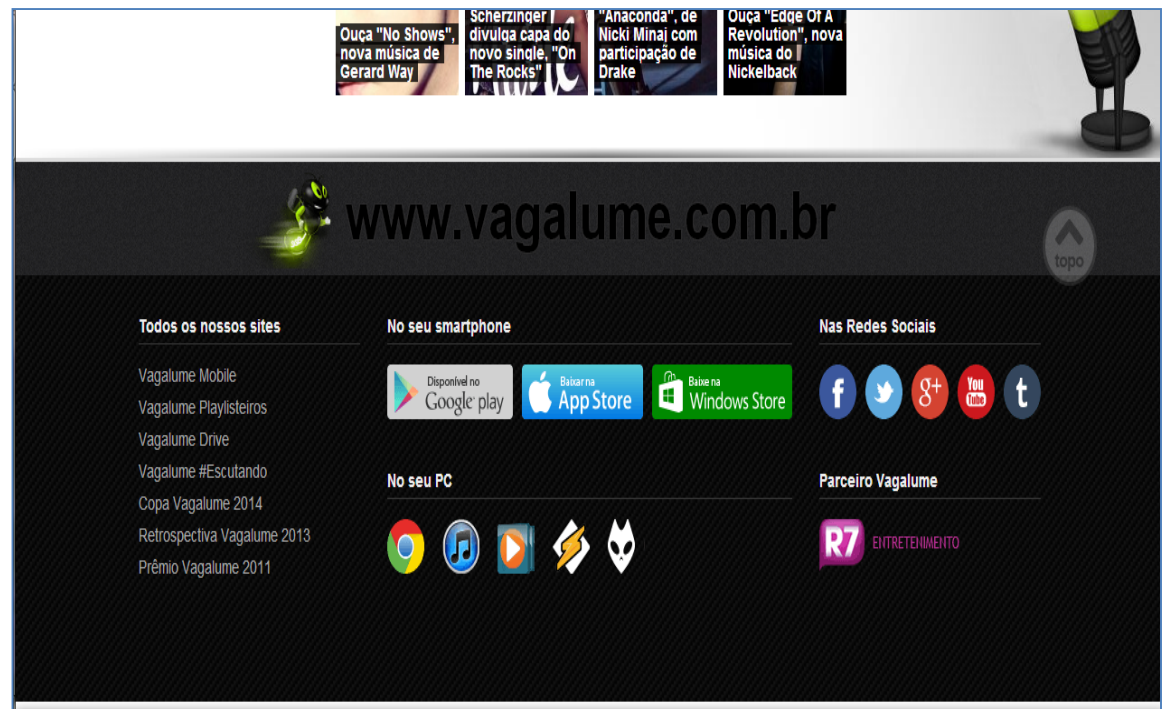 Ouça "No Shows",
nova música de
Gerard Way
Scherzinger
divulga capa do
novo single, "On
The Rocks"
"Anaconda", de
Nicki Minaj com
participação de
Drake
Ouça "Edge Of A
Revolution", nova
música do
Nickelback
www.vagalume.com.br
topo
Todos os nossos sites
Vagalume Mobile
Vagalume Playlisteiros
Vagalume Drive
Vagalume #Escutando
Copa Vagalume 2014
Retrospectiva Vagalume 2013
Prêmio Vagalume 2011
No seu smartphone
Disponível no
Google play
Baixar na
App Store
Baixe na
Windows Store
No seu PC
Nas Redes Sociais
f
g+
You
Tube
t
Parceiro Vagalume
R7 ENTRETENIMENTO